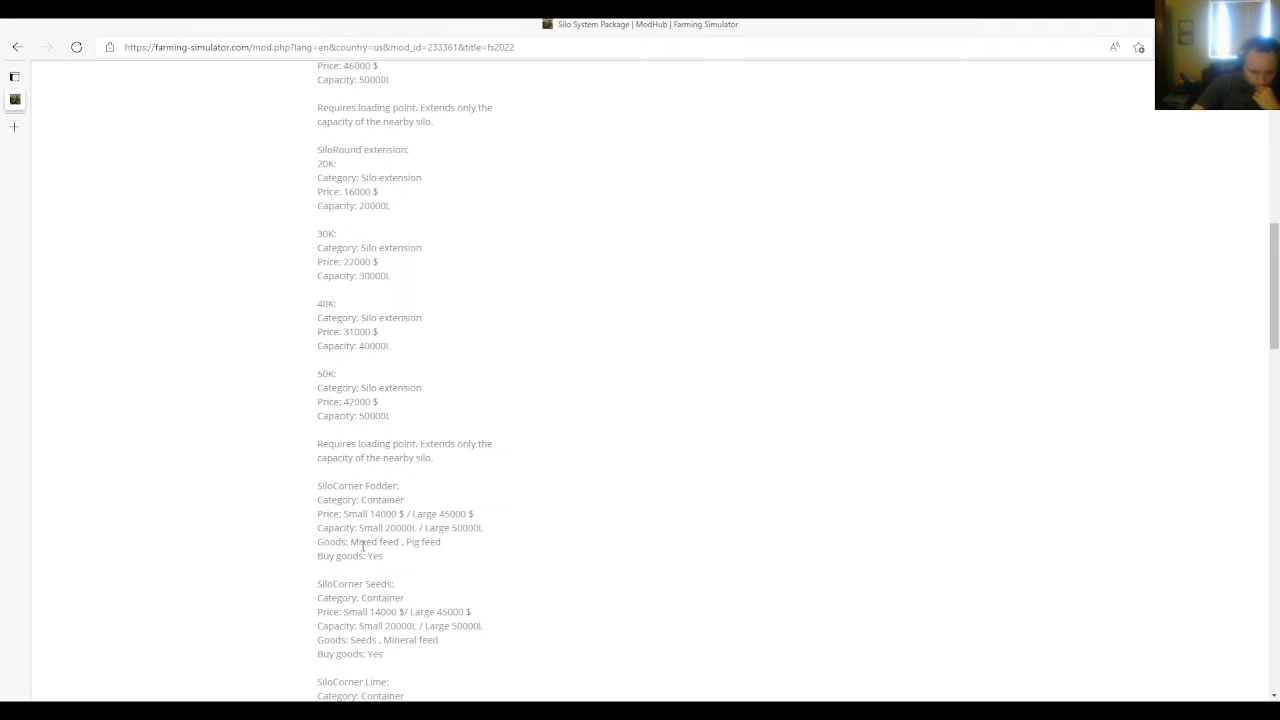 Silo System Package | ModHub | Farming Simulator
https://farming-simulator.com/mod.php?lang=en&country=us&mod_id=233361&title=fs2022
Price: 46000 $
Capacity: 50000L
Requires loading point. Extends only the
capacity of the nearby silo.
SiloRound extension:
20K:
Category: Silo extension
Price: 16000 $
Capacity: 20000L
30K:
Category: Silo extension
Price: 22000 $
Capacity: 30000L
40K:
Category: Silo extension
Price: 31000 $
Capacity: 40000L
50K:
Category: Silo extension
Price: 42000 $
Capacity: 50000L
Requires loading point. Extends only the
capacity of the nearby silo.
SiloCorner Fodder:
Category: Container
Price: Small 14000 $ / Large 45000 $
Capacity: Small 20000L / Large 50000L
Goods: Mixed feed , Pig feed
Buy goods: Yes
SiloCorner Seeds:
Category: Container
Price: Small 14000 $/ Large 45000 $
Capacity: Small 20000L / Large 50000L
Goods: Seeds , Mineral feed
Buy goods: Yes
SiloCorner Lime:
Category: Container